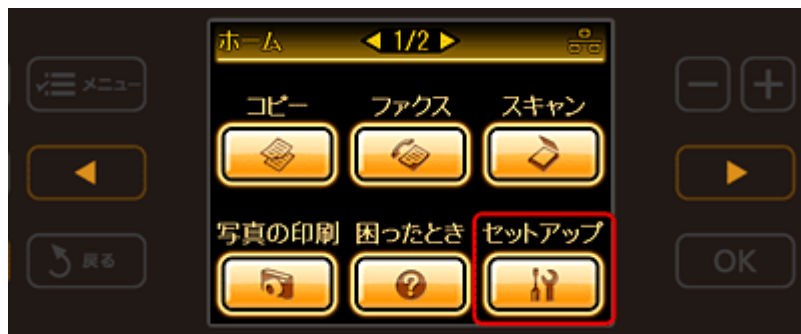 ホーム ◀ 1/2 ▶
メニュー
コピー ファクス スキャン
写真の印刷 困ったとき セットアップ
戻る OK